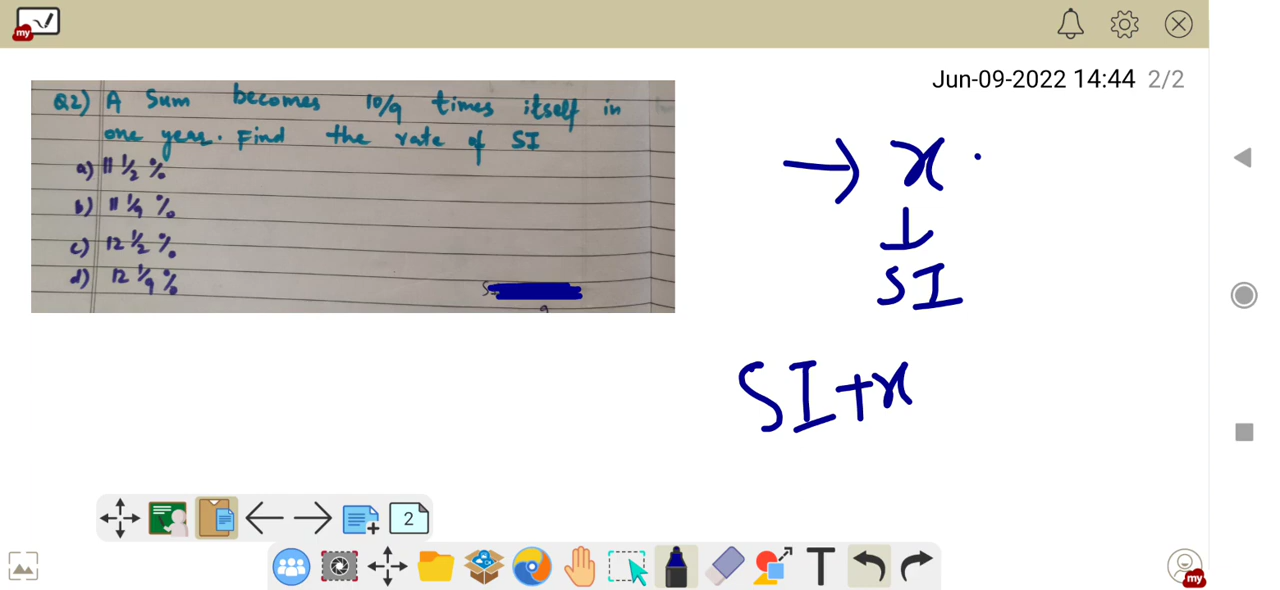 my
Jun-09-2022 14:44 2/2
Q2) A Sum becomes 10/9 times itself in
one year. Find the rate of SI
a) 11 1/2 %
b) 11 1/9 %
c) 12 1/2 %
d) 12 1/9 %
9
→ x .
↓
SI
SI+x
2
T
my